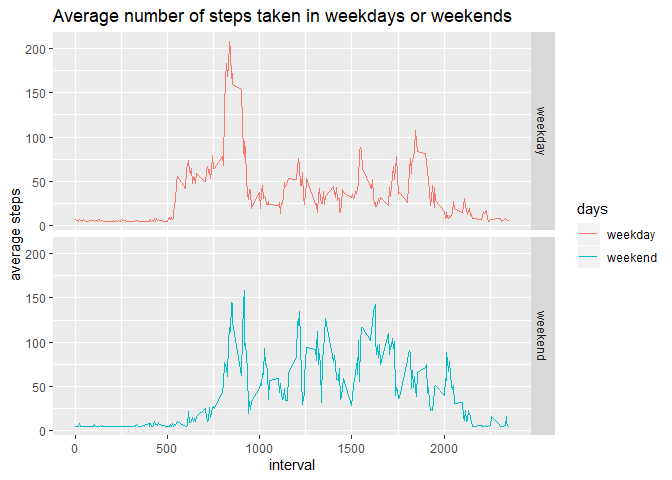 Average number of steps taken in weekdays or weekends
200
150
100
50
0
weekday
200
150
100
50
0
weekend
average steps
0
500
1000
1500
2000
interval
days
weekday
weekend